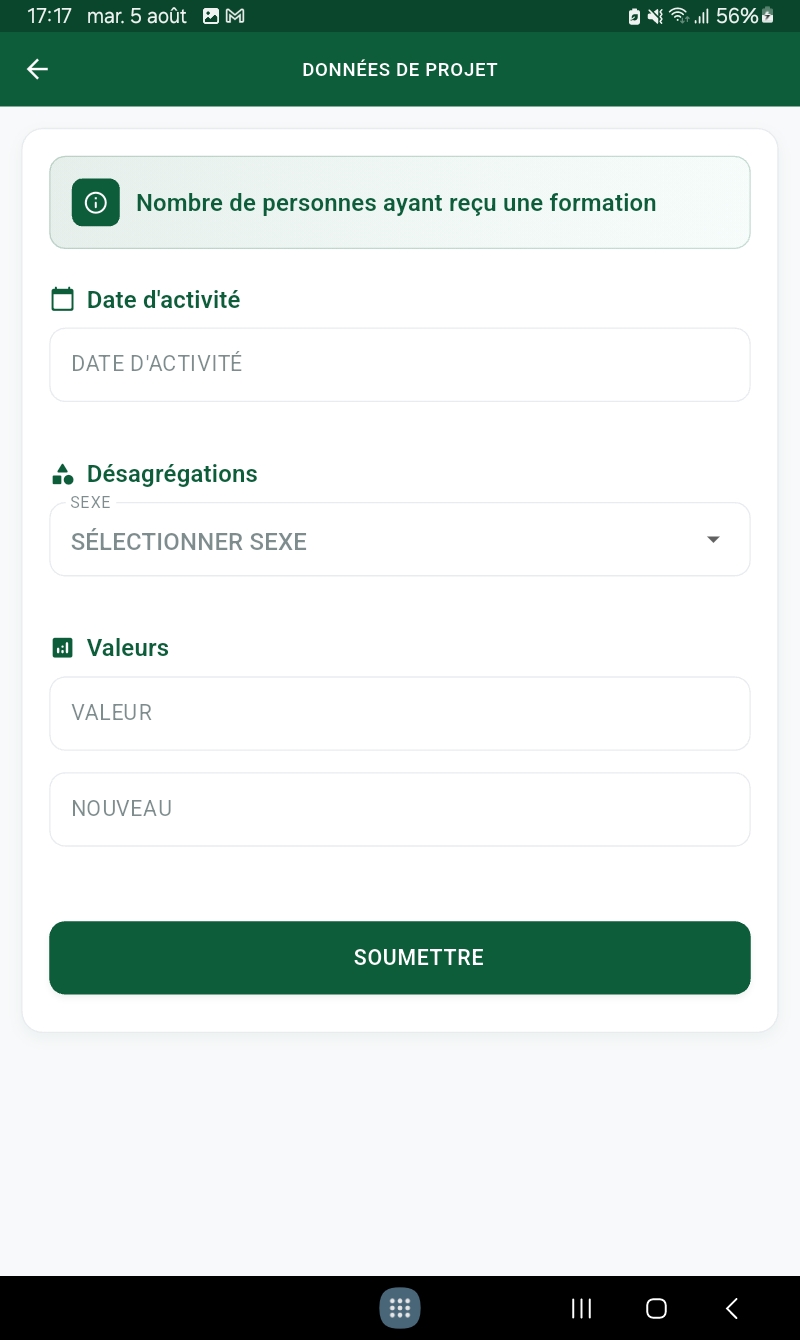 17:17 mar. 5 août 56%
DONNÉES DE PROJET
Nombre de personnes ayant reçu une formation
Date d'activité
DATE D'ACTIVITÉ
Désagrégations
SEXE
SÉLECTIONNER SEXE
Valeurs
VALEUR
NOUVEAU
SOUMETTRE